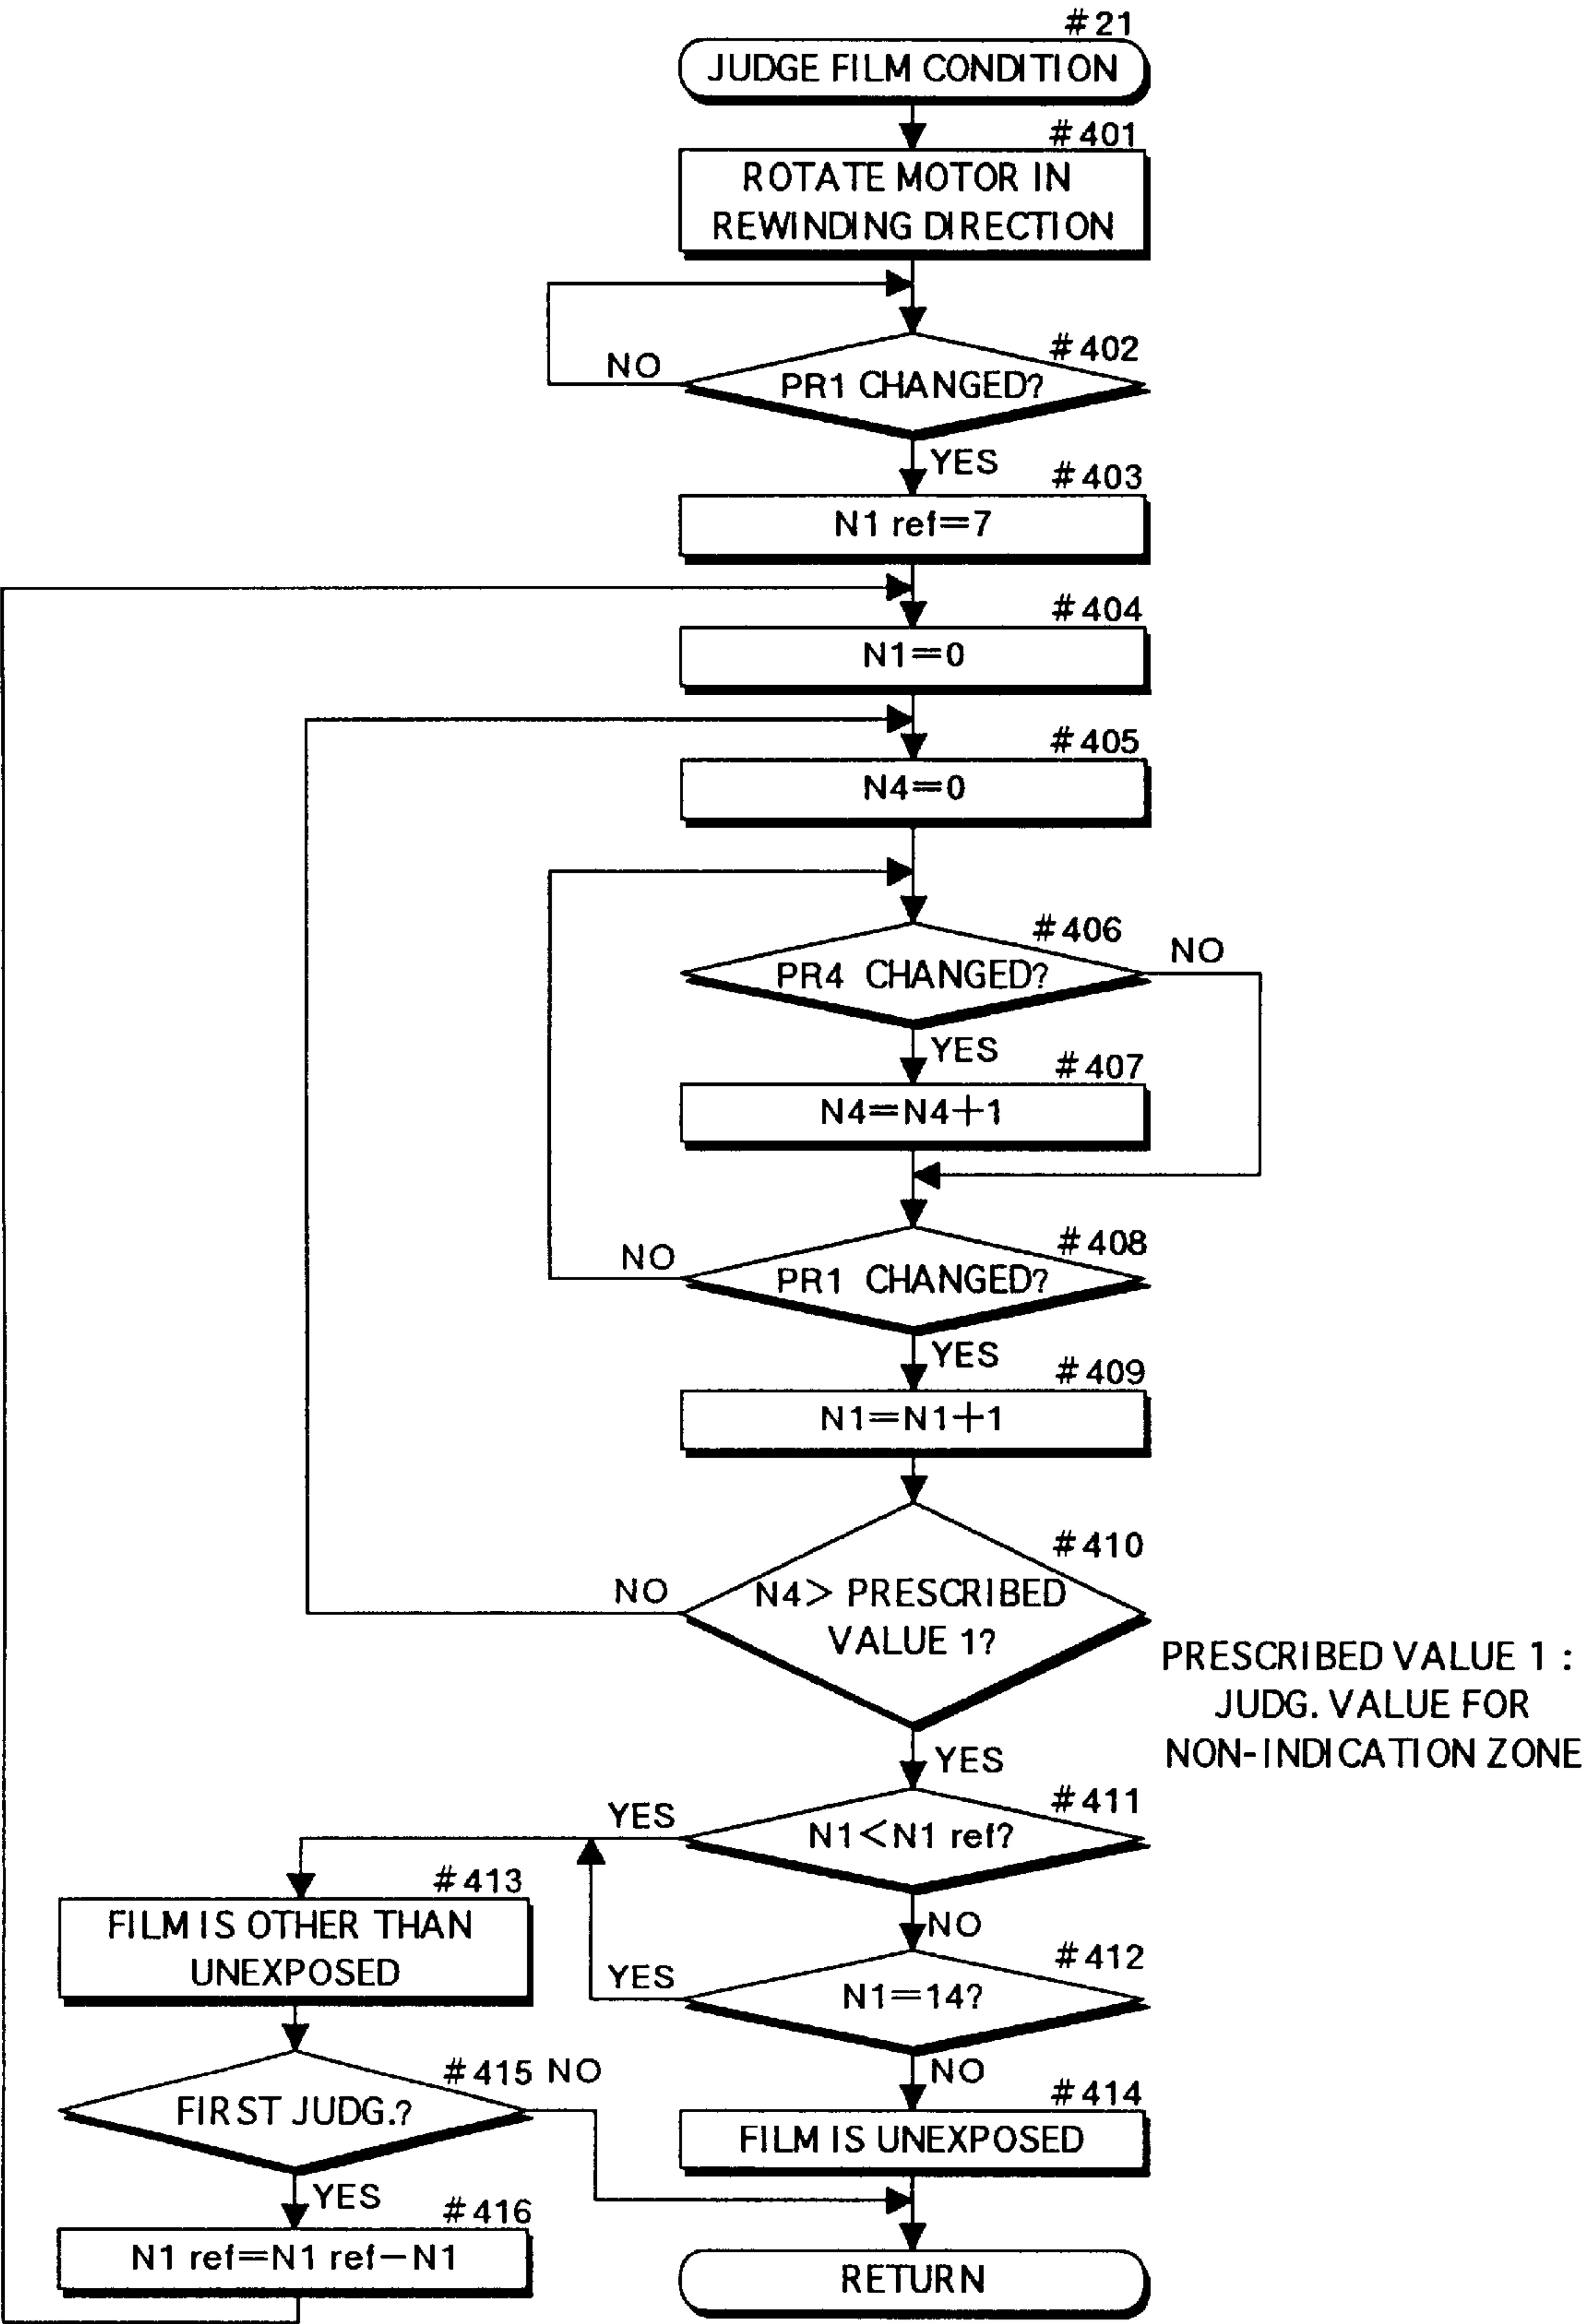 #21
JUDGE FILM CONDITION
#401
ROTATE MOTOR IN
REWINDING DIRECTION
#402
NO
PR1 CHANGED?
YES
#403
N1 ref=7
#404
N1=0
#405
N4=0
#406
NO
PR4 CHANGED?
YES
#407
N4=N4+1
#408
NO
PR1 CHANGED?
YES
#409
N1=N1+1
#410
NO
N4> PRESCRIBED
VALUE 1?
PRESCRIBED VALUE 1 :
JUDG. VALUE FOR
NON-INDICATION ZONE
YES
#411
YES
N1<N1 ref?
#413
FILM IS OTHER THAN
UNEXPOSED
NO
#412
YES
N1=14?
#415 NO
FIRST JUDG.?
NO
#414
FILM IS UNEXPOSED
YES
#416
N1 ref=N1 ref-N1
RETURN